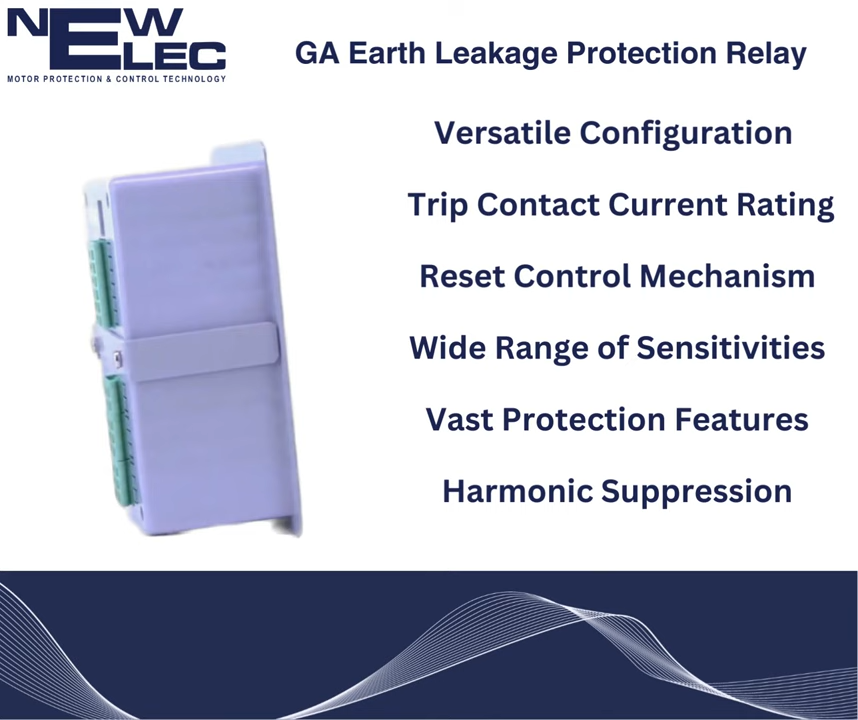 NEW
ELEC
MOTOR PROTECTION & CONTROL TECHNOLOGY
GA Earth Leakage Protection Relay
Versatile Configuration
Trip Contact Current Rating
Reset Control Mechanism
Wide Range of Sensitivities
Vast Protection Features
Harmonic Suppression